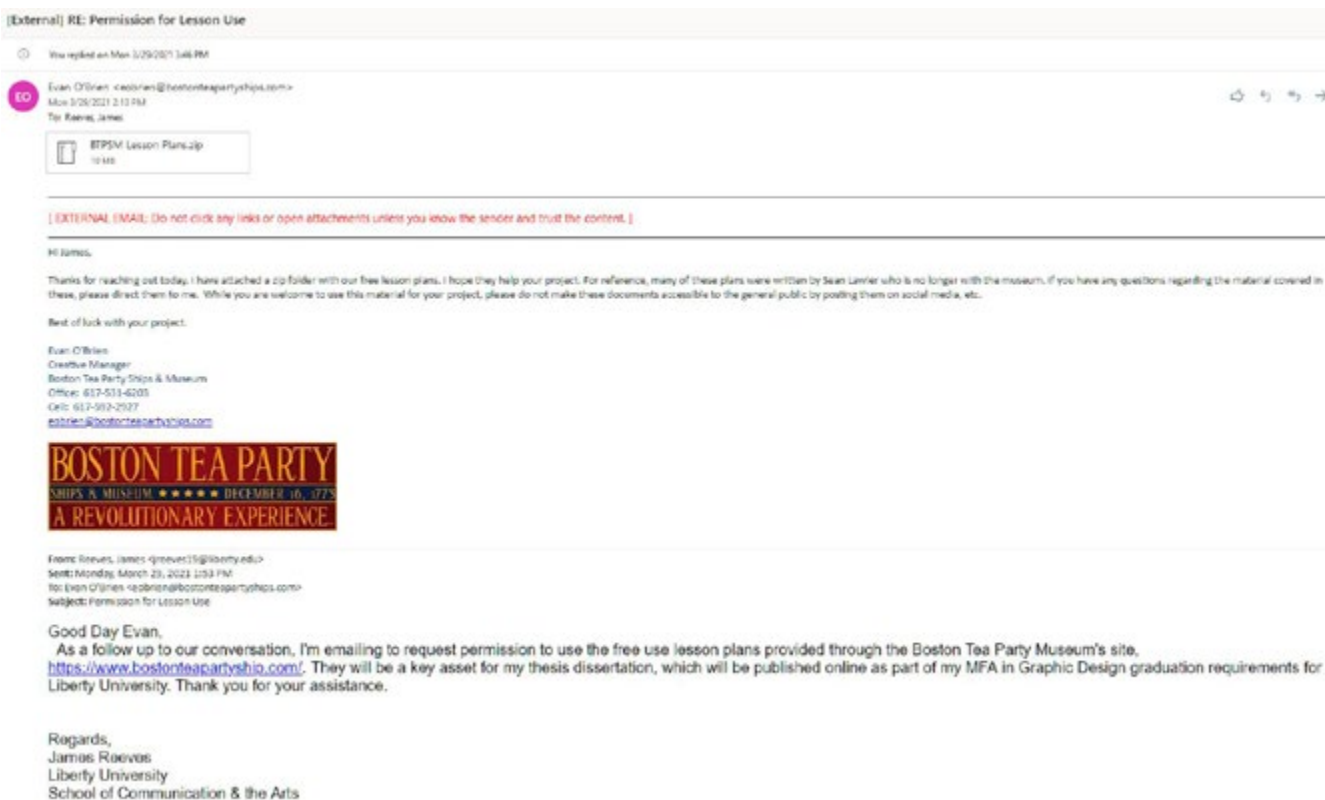 [External] RE: Permission for Lesson Use
You replied on Mon 3/29/2021 3:46 PM
EO
Evan O'Brien <eobrien@bostonteapartyships.com>
Mon 3/29/2021 2:13 PM
To: Reeves, James
BTPSM Lesson Plans.zip
[ EXTERNAL EMAIL: Do not click any links or open attachments unless you know the sender and trust the content. ]
Hi James,
Thanks for reaching out today. I have attached a zip folder with our free lesson plans. I hope they help your project. For reference, many of these plans were written by Sean who is no longer with the museum. If you have any questions regarding the material covered in
these, please direct them to me. While you are welcome to use this material for your project, please do not make these documents accessible to the general public by posting them on social media, etc.
Best of luck with your project.
Evan O'Brien
Creative Manager
Boston Tea Party Ships & Museum
Office:
Cell:
eobrien@bostonteapartyships.com
BOSTON TEA PARTY
SHIPS & MUSEUM ★★★★★ DECEMBER 16, 1773
A REVOLUTIONARY EXPERIENCE
From: Reeves, James
Sent: Monday, March 29, 2021 1:53 PM
To: Evan O'Brien <eobrien@bostonteapartyships.com>
Subject: Permission for Lesson Use
Good Day Evan,
As a follow up to our conversation, I'm emailing to request permission to use the free use lesson plans provided through the Boston Tea Party Museum's site,
https://www.bostonteapartyship.com/. They will be a key asset for my thesis dissertation, which will be published online as part of my MFA in Graphic Design graduation requirements for
Liberty University. Thank you for your assistance.
Regards,
James Reeves
Liberty University
School of Communication & the Arts